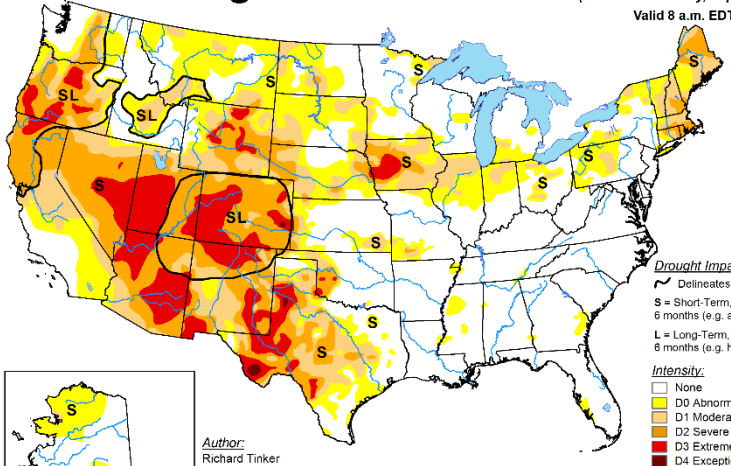 Valid 8 a.m. EDT
S
S
S
SL
SL
S
S
S
S
SL
S
S
S
S
Drought Impa
Delineates
S = Short-Term,
6 months (e.g. a
L = Long-Term,
6 months (e.g. h
Intensity:
None
D0 Abnorm
D1 Modera
D2 Severe
D3 Extreme
D4 Exceptio
Author:
Richard Tinker